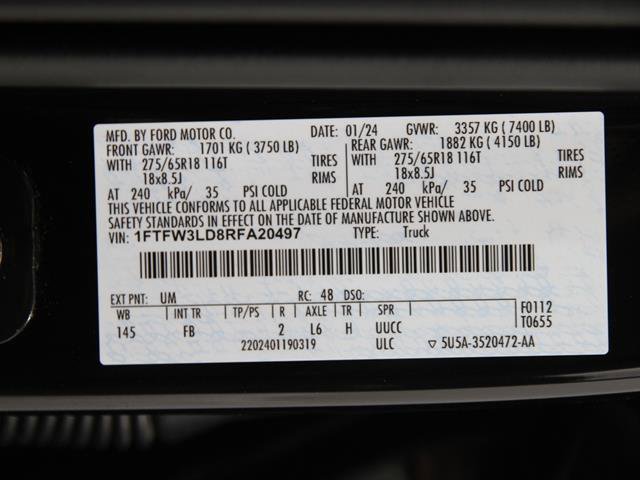 MFD. BY FORD MOTOR CO. DATE: 01/24 GVWR: 3357 KG ( 7400 LB)
FRONT GAWR: 1701 KG ( 3750 LB) REAR GAWR: 1882 KG ( 4150 LB)
WITH 275/65R18 116T TIRES WITH 275/65R18 116T TIRES
18x8.5J RIMS 18x8.5J RIMS
AT 240 kPa/ 35 PSI COLD AT 240 kPa/ 35 PSI COLD
THIS VEHICLE CONFORMS TO ALL APPLICABLE FEDERAL MOTOR VEHICLE
SAFETY STANDARDS IN EFFECT ON THE DATE OF MANUFACTURE SHOWN ABOVE.
VIN: 1FTFW3LD8RFA20497 TYPE: Truck
EXT PNT: UM RC: 48 DSO: F0112
WB INT TR TP/PS R AXLE TR SPR T0655
145 FB 2 L6 H UUCC
2202401190319 ULC ▽ 5U5A-3520472-AA